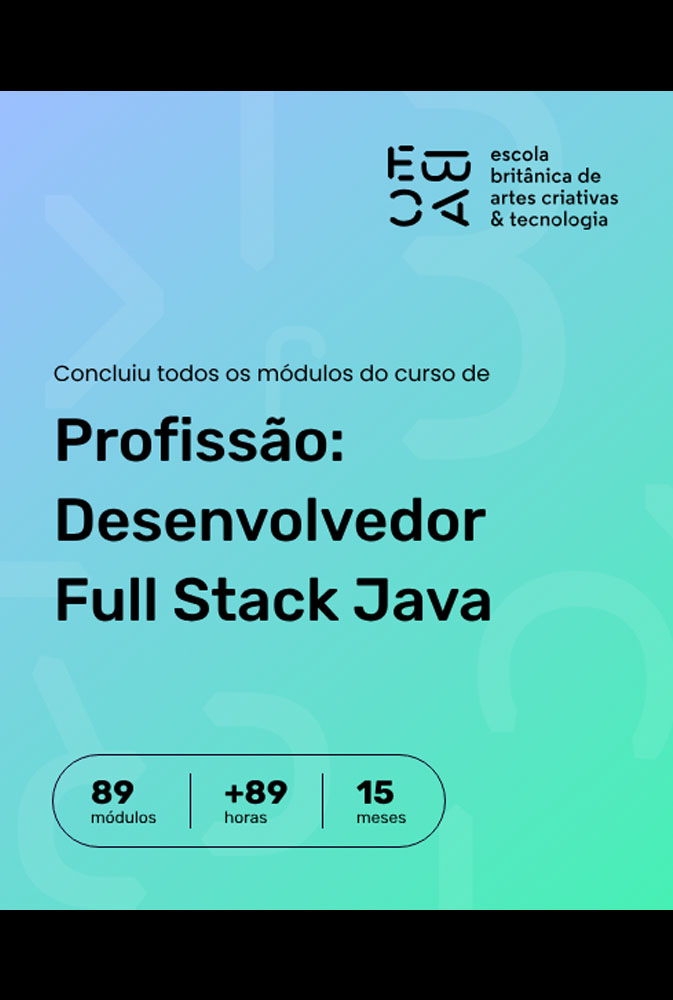 EBAC
escola
britânica de
artes criativas
& tecnologia
Concluiu todos os módulos do curso de
Profissão:
Desenvolvedor
Full Stack Java
89
módulos
+89
horas
15
meses